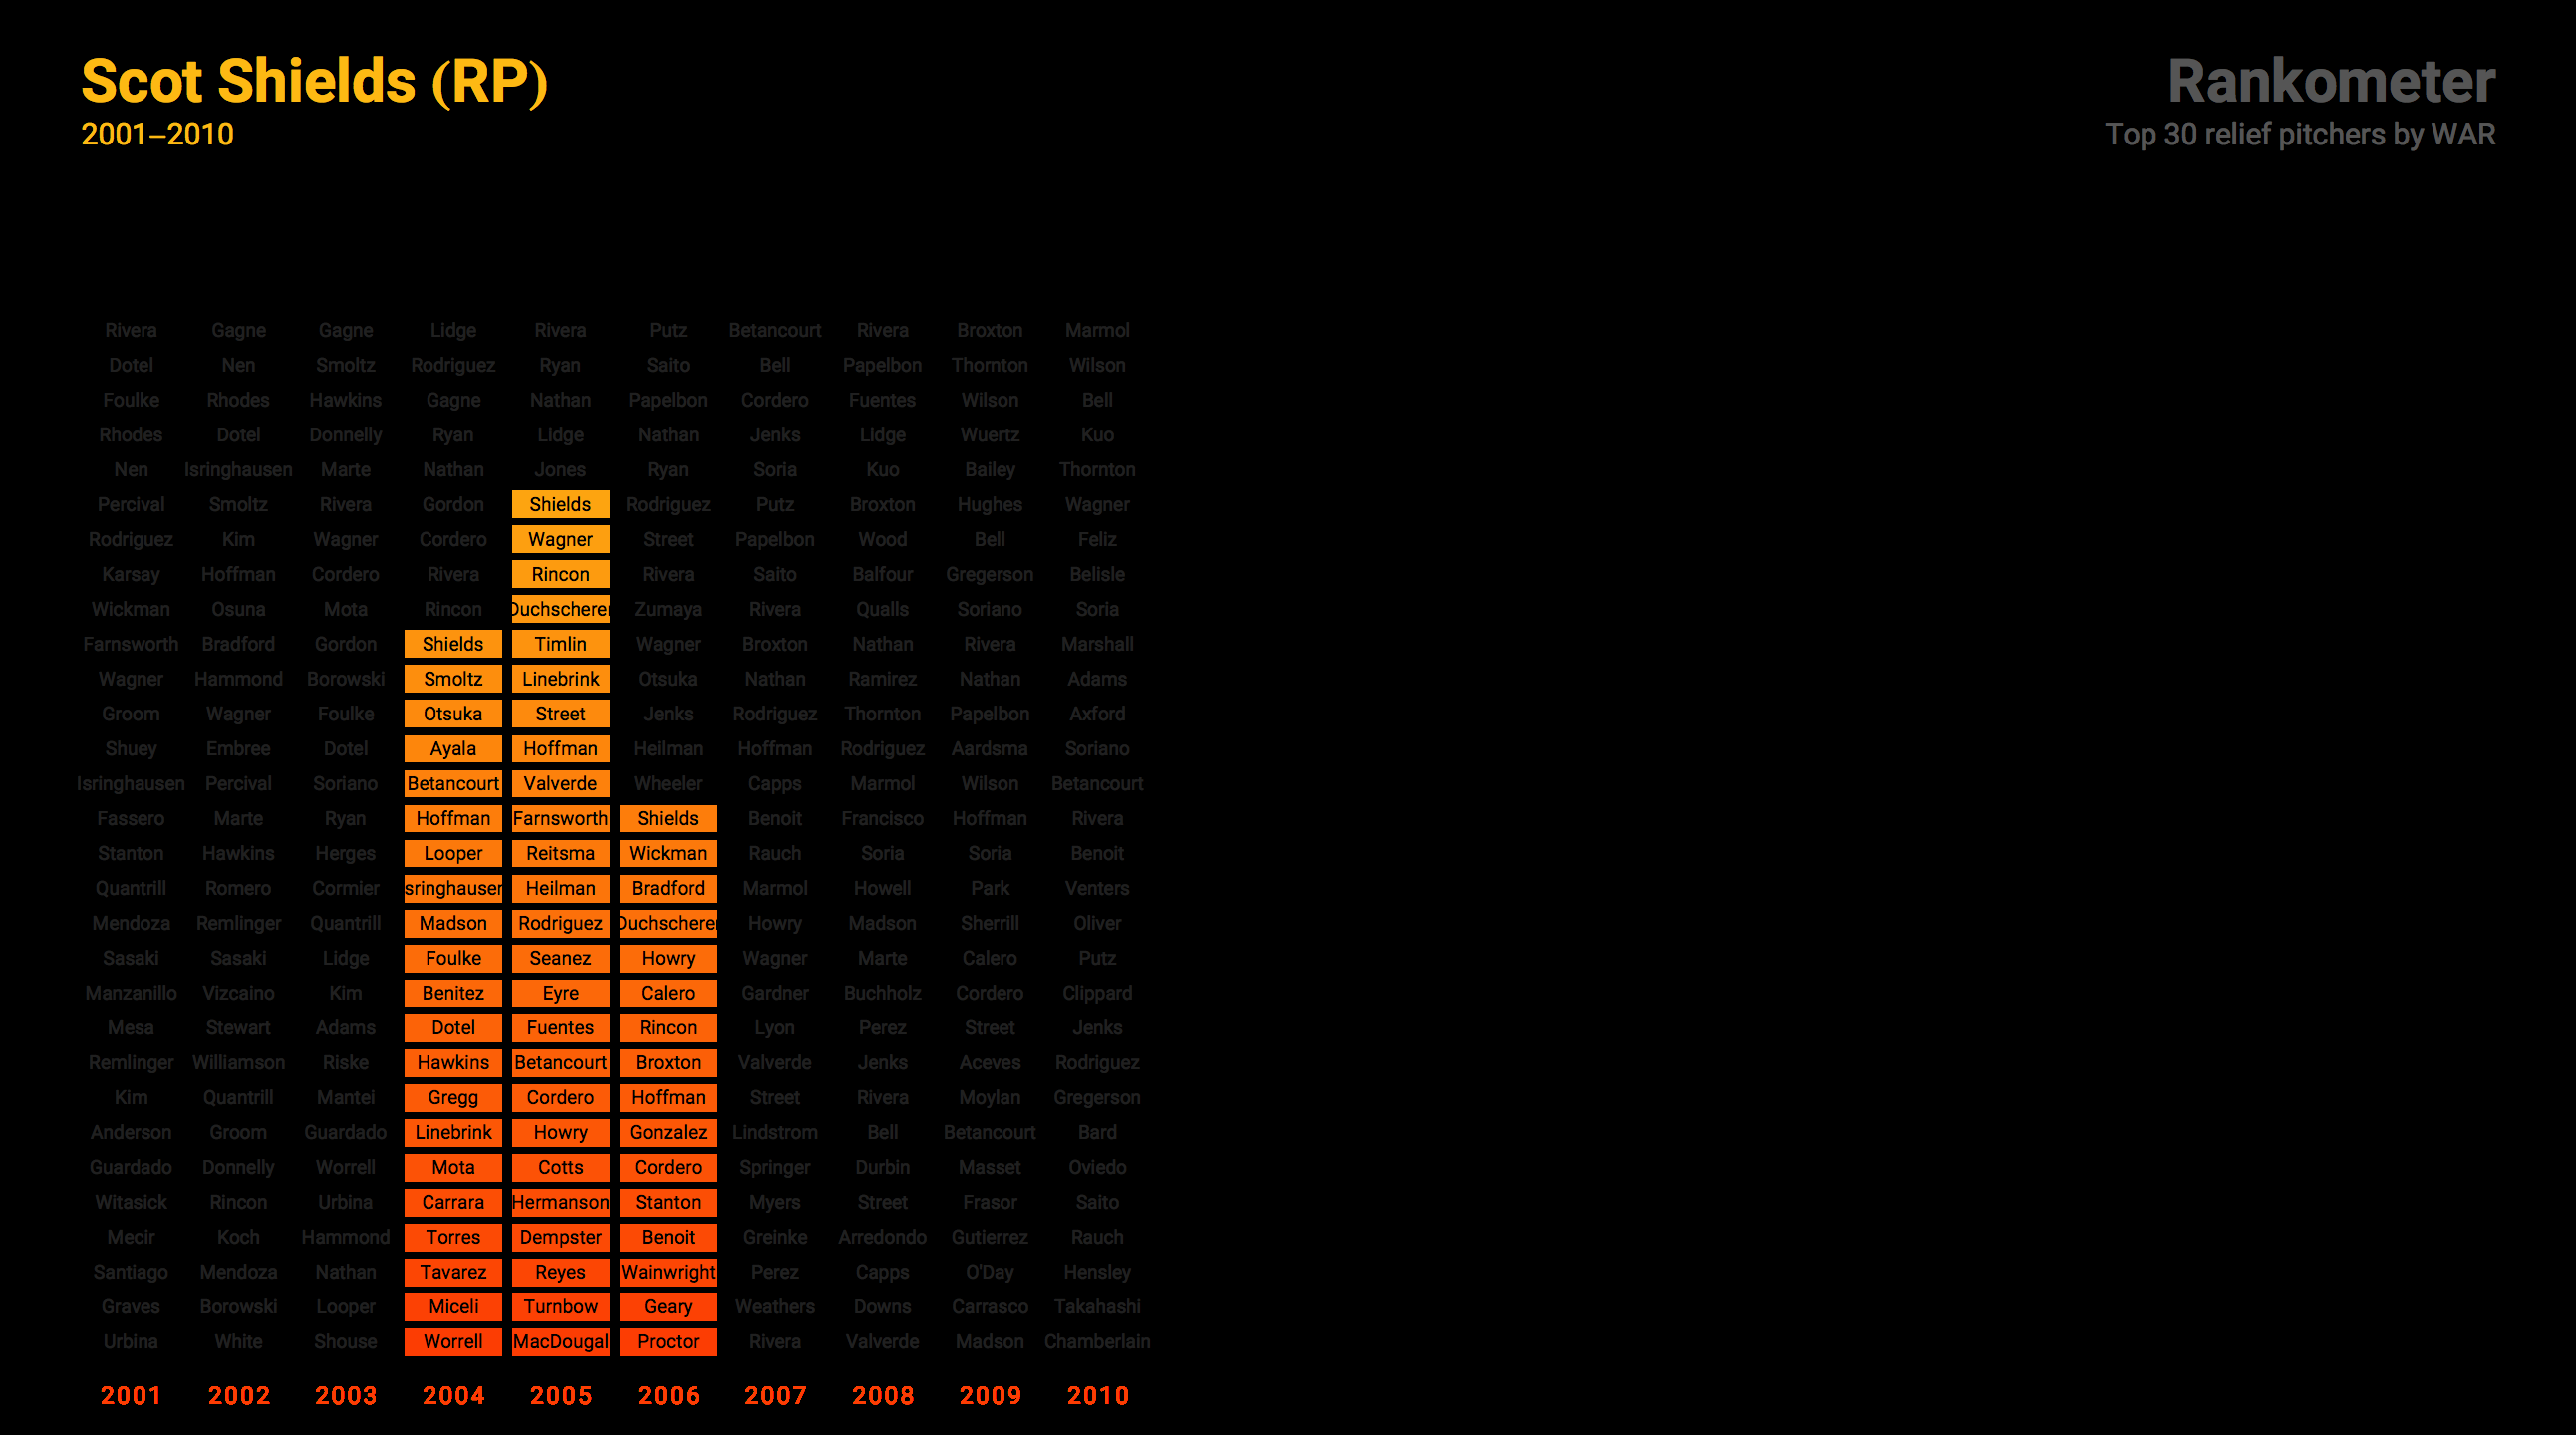 Scot Shields (RP)
2001–2010
Rankometer
Top 30 relief pitchers by WAR
Rivera Gagne Gagne Lidge Rivera Putz Betancourt Rivera Broxton Marmol
Dotel Nen Smoltz Rodriguez Ryan Saito Bell Papelbon Thornton Wilson
Foulke Rhodes Hawkins Gagne Nathan Papelbon Cordero Fuentes Wilson Bell
Rhodes Dotel Donnelly Ryan Lidge Nathan Jenks Lidge Wuertz Kuo
Nen Isringhausen Marte Nathan Jones Ryan Soria Kuo Bailey Thornton
Percival Smoltz Rivera Gordon Shields Rodriguez Putz Broxton Hughes Wagner
Rodriguez Kim Wagner Cordero Wagner Street Papelbon Wood Bell Feliz
Karsay Hoffman Cordero Rivera Rincon Rivera Saito Balfour Gregerson Belisle
Wickman Osuna Mota Rincon Duchscherer Zumaya Rivera Qualls Soriano Soria
Farnsworth Bradford Gordon Shields Timlin Wagner Broxton Nathan Rivera Marshall
Wagner Hammond Borowski Smoltz Linebrink Otsuka Nathan Ramirez Nathan Adams
Groom Wagner Foulke Otsuka Street Jenks Rodriguez Thornton Papelbon Axford
Shuey Embree Dotel Ayala Hoffman Heilman Hoffman Rodriguez Aardsma Soriano
Isringhausen Percival Soriano Betancourt Valverde Wheeler Capps Marmol Wilson Betancourt
Fassero Marte Ryan Hoffman Farnsworth Shields Benoit Francisco Hoffman Rivera
Stanton Hawkins Herges Looper Reitsma Wickman Rauch Soria Soria Benoit
Quantrill Romero Cormier Isringhausen Heilman Bradford Marmol Howell Park Venters
Mendoza Remlinger Quantrill Madson Rodriguez Duchscherer Howry Madson Sherrill Oliver
Sasaki Sasaki Lidge Foulke Seanez Howry Wagner Marte Calero Putz
Manzanillo Vizcaino Kim Benitez Eyre Calero Gardner Buchholz Cordero Clippard
Mesa Stewart Adams Dotel Fuentes Rincon Lyon Perez Street Jenks
Remlinger Williamson Riske Hawkins Betancourt Broxton Valverde Jenks Aceves Rodriguez
Kim Quantrill Mantei Gregg Cordero Hoffman Street Rivera Moylan Gregerson
Anderson Groom Guardado Linebrink Howry Gonzalez Lindstrom Bell Betancourt Bard
Guardado Donnelly Worrell Mota Cotts Cordero Springer Durbin Masset Oviedo
Witasick Rincon Urbina Carrara Hermanson Stanton Myers Street Frasor Saito
Mecir Koch Hammond Torres Dempster Benoit Greinke Arredondo Gutierrez Rauch
Santiago Mendoza Nathan Tavarez Reyes Wainwright Perez Capps O'Day Hensley
Graves Borowski Looper Miceli Turnbow Geary Weathers Downs Carrasco Takahashi
Urbina White Shouse Worrell MacDougal Proctor Rivera Valverde Madson Chamberlain
2001 2002 2003 2004 2005 2006 2007 2008 2009 2010